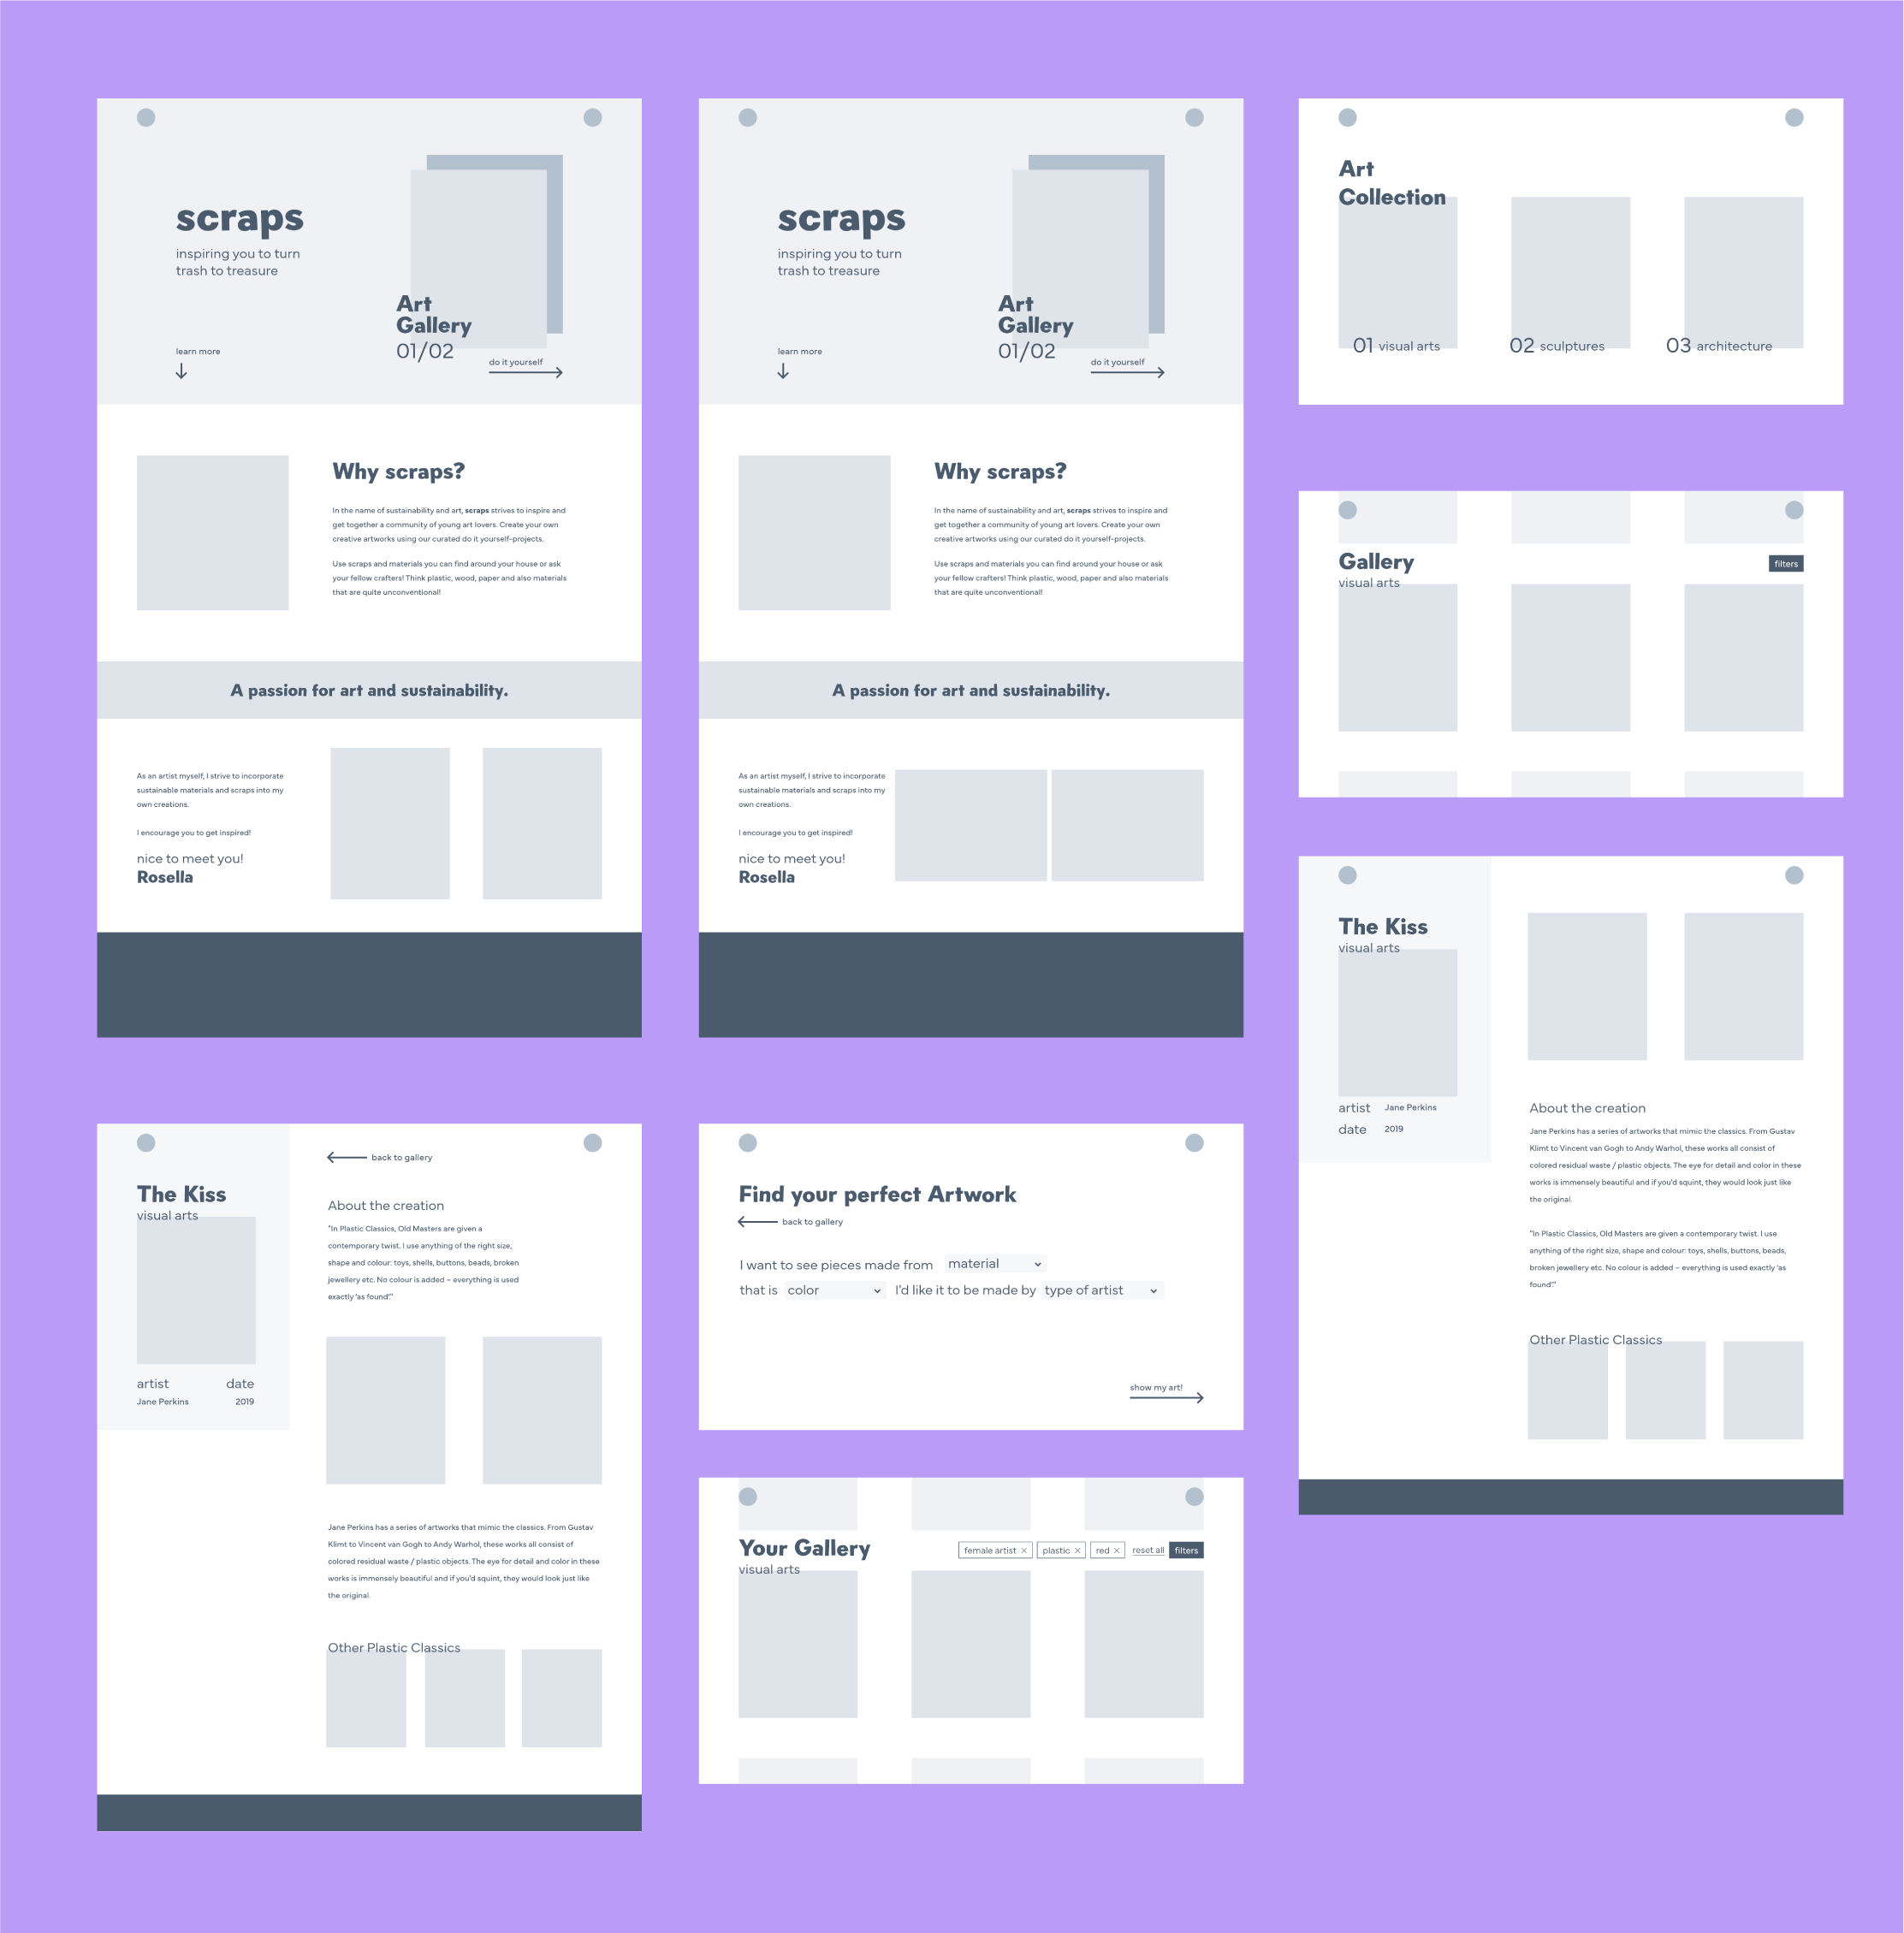 scraps
inspiring you to turn
trash to treasure
Art
Gallery
01/02
learn more
do it yourself
Why scraps?
In the name of sustainability and art, scraps strives to inspire and
get together a community of young art lovers. Create your own
creative artworks using our curated do it yourself-projects.
Use scraps and materials you can find around your house or ask
your fellow crafters! Think plastic, wood, paper and also materials
that are quite unconventional!
A passion for art and sustainability.
As an artist myself, I strive to incorporate
sustainable materials and scraps into my
own creations.
I encourage you to get inspired!
nice to meet you!
Rosella
scraps
inspiring you to turn
trash to treasure
Art
Gallery
01/02
learn more
do it yourself
Why scraps?
In the name of sustainability and art, scraps strives to inspire and
get together a community of young art lovers. Create your own
creative artworks using our curated do it yourself-projects.
Use scraps and materials you can find around your house or ask
your fellow crafters! Think plastic, wood, paper and also materials
that are quite unconventional!
A passion for art and sustainability.
As an artist myself, I strive to incorporate
sustainable materials and scraps into my
own creations.
I encourage you to get inspired!
nice to meet you!
Rosella
Art
Collection
01 visual arts
02 sculptures
03 architecture
Gallery
visual arts
filters
The Kiss
visual arts
artist Jane Perkins
date 2019
About the creation
Jane Perkins has a series of artworks that mimic the classics. From Gustav
Klimt to Vincent van Gogh to Andy Warhol, these works all consist of
colored residual waste / plastic objects. The eye for detail and color in these
works is immensely beautiful and if you'd squint, they would look just like
the original.
"In Plastic Classics, Old Masters are given a contemporary twist. I use
anything of the right size, shape and colour: toys, shells, buttons, beads,
broken jewellery etc. No colour is added – everything is used exactly 'as
found'."
Other Plastic Classics
The Kiss
visual arts
artist date
Jane Perkins 2019
back to gallery
About the creation
"In Plastic Classics, Old Masters are given a
contemporary twist. I use anything of the right size,
shape and colour: toys, shells, buttons, beads, broken
jewellery etc. No colour is added – everything is used
exactly 'as found'."
Jane Perkins has a series of artworks that mimic the classics. From Gustav
Klimt to Vincent van Gogh to Andy Warhol, these works all consist of
colored residual waste / plastic objects. The eye for detail and color in these
works is immensely beautiful and if you'd squint, they would look just like
the original.
Other Plastic Classics
Find your perfect Artwork
back to gallery
I want to see pieces made from material
that is color I'd like it to be made by type of artist
show my art!
Your Gallery
visual arts
female artist × plastic × red × reset all filters